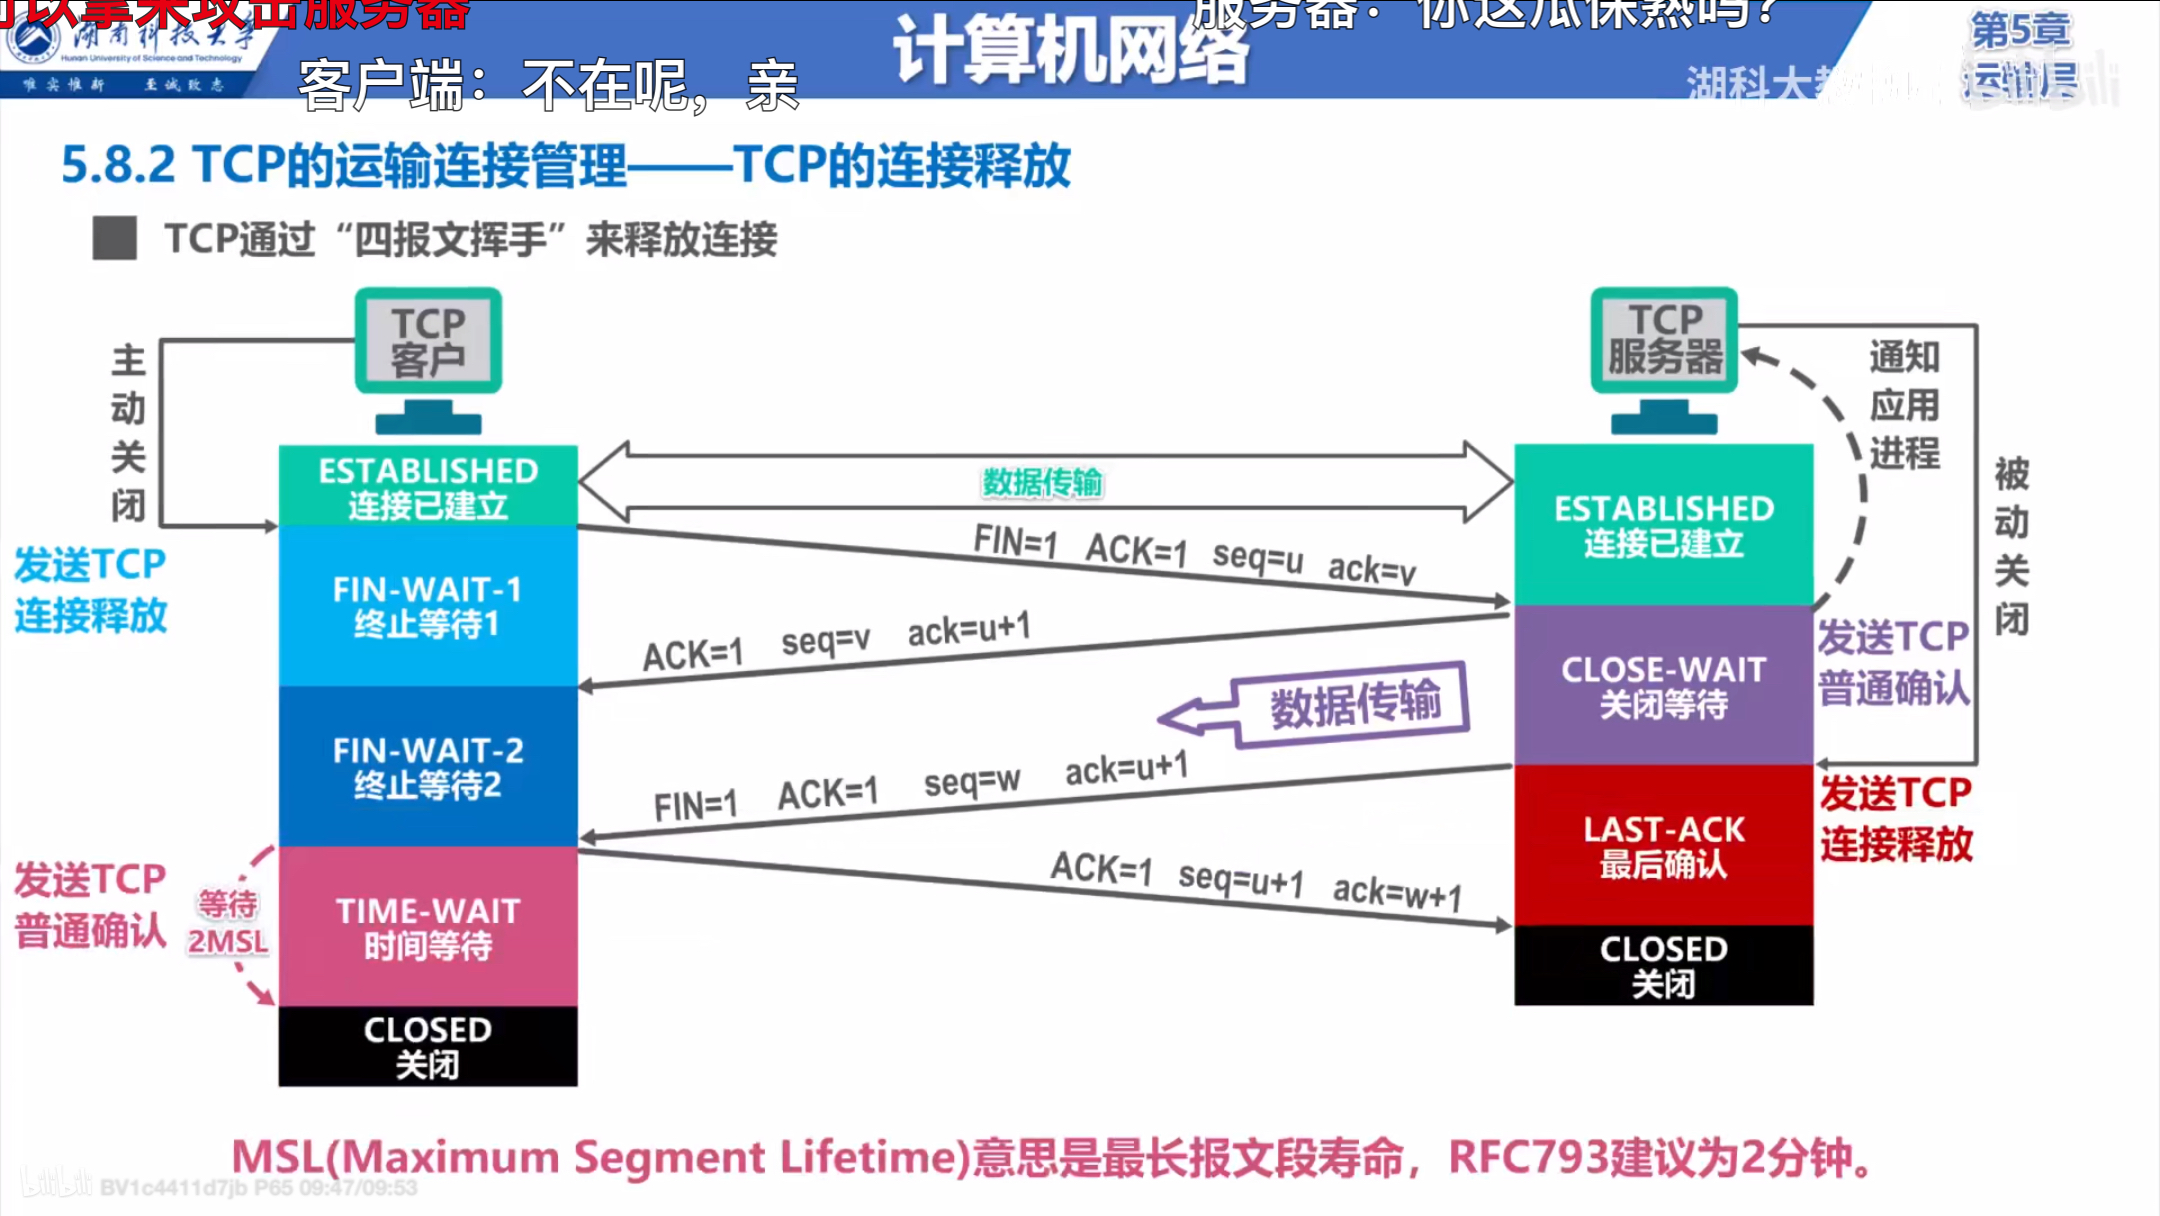 可以拿来攻击服务器
服务器：你这瓜保熟吗？
客户端：不在呢，亲
湖南科技大学
Hunan University of Science and Technology
唯实惟新 至诚致志
计算机网络
第5章
运输层
湖科大教
bilibili
5.8.2 TCP的运输连接管理——TCP的连接释放
TCP通过“四报文挥手”来释放连接
TCP
客户
TCP
服务器
主动关闭
通知
应用
进程
被动关闭
ESTABLISHED
连接已建立
数据传输
ESTABLISHED
连接已建立
FIN=1 ACK=1 seq=u ack=v
发送TCP
连接释放
FIN-WAIT-1
终止等待1
ACK=1 seq=v ack=u+1
CLOSE-WAIT
关闭等待
发送TCP
普通确认
数据传输
FIN-WAIT-2
终止等待2
FIN=1 ACK=1 seq=w ack=u+1
LAST-ACK
最后确认
发送TCP
连接释放
发送TCP
普通确认
等待
2MSL
TIME-WAIT
时间等待
ACK=1 seq=u+1 ack=w+1
CLOSED
关闭
CLOSED
关闭
MSL(Maximum Segment Lifetime)意思是最长报文段寿命，RFC793建议为2分钟。
bilibili BV1c4411d7jb P65 09:47/09:53